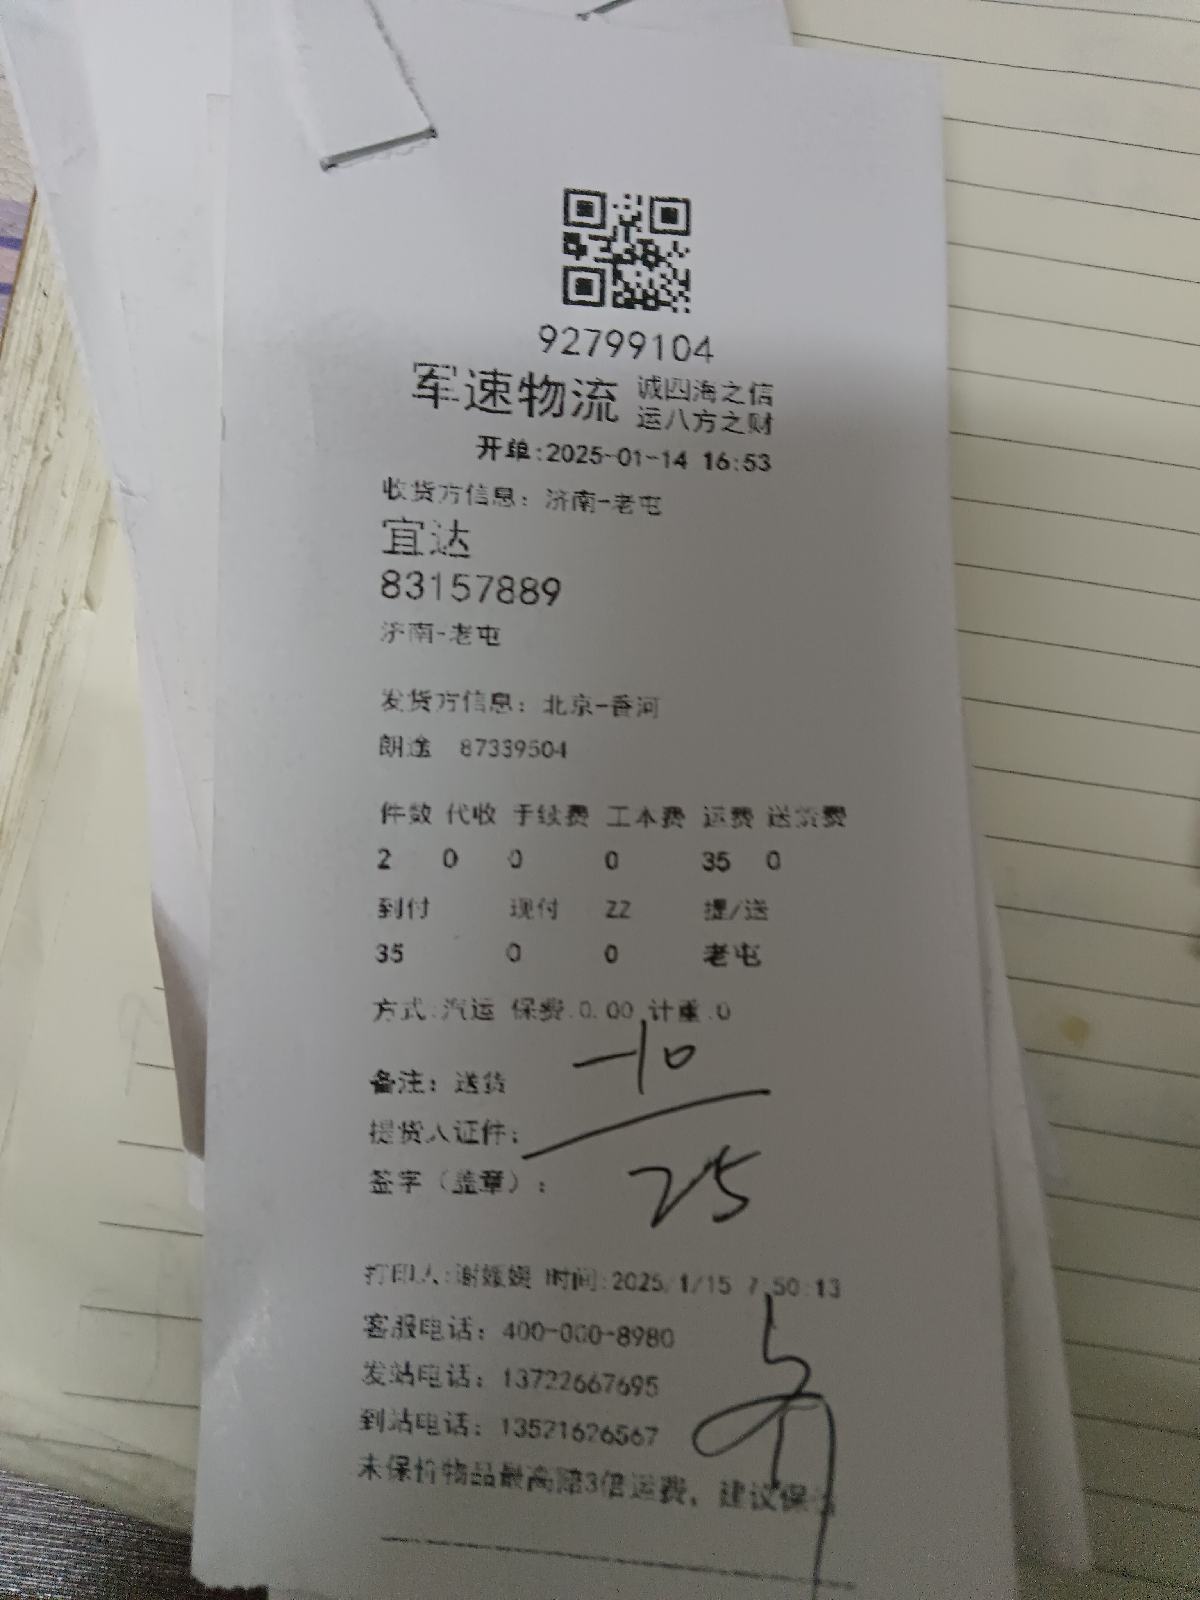 92799104
军速物流 诚四海之信
运八方之财
开单:2025-01-14 16:53
收货方信息: 济南-老屯
宜达
83157889
济南-老屯
发货方信息: 北京-香河
朗途 87339504
件数 代收 手续费 工本费 运费 送货费
2 0 0 0 35 0
到付 现付 ZZ 提/送
35 0 0 老屯
方式:汽运 保费:0.00 计重:0
-10
备注: 送货
提货人证件:
25
签字（盖章）:
打印人:谢媛媛 时间:2025/1/15 7:50:13
客服电话: 400-000-8980
发站电话: 13722667695
到站电话: 13521626567
未保价物品最高赔3倍运费, 建议保